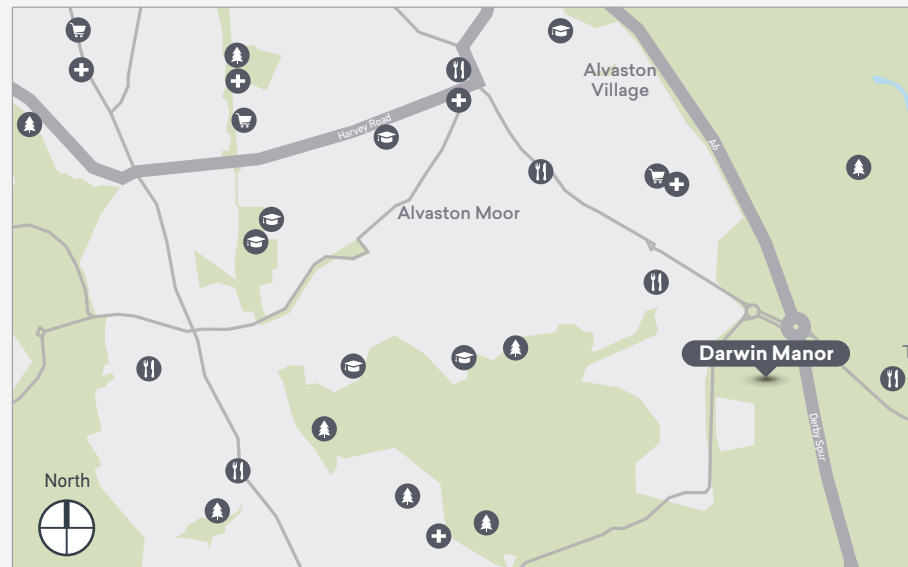 Alvaston
Village
Harvey Road
A6
Alvaston Moor
Darwin Manor
T
Derby Spur
North